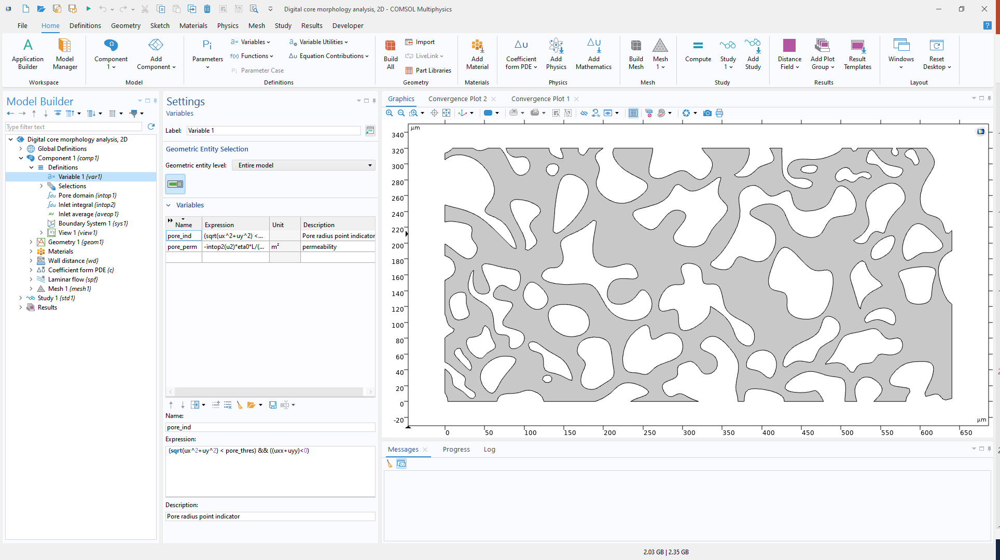 Digital core morphology analysis, 2D - COMSOL Multiphysics
File Home Definitions Geometry Sketch Materials Physics Mesh Study Results Developer
?
Application Builder
Model Manager
Workspace
Component 1
Add Component
Model
Pi
Parameters
a= Variables
f(x) Functions
Pi Parameter Case
a= Variable Utilities
Δu Equation Contributions
Definitions
Build All
Import
LiveLink
Part Libraries
Geometry
Add Material
Materials
Δu
Coefficient form PDE
Add Physics
Δu
Add Mathematics
Physics
Build Mesh
Mesh 1
Mesh
Compute
Study 1
Add Study
Study
Distance Field
Add Plot Group
Result Templates
Results
Windows
Reset Desktop
Layout
Model Builder
Type filter text
Digital core morphology analysis, 2D
Global Definitions
Component 1 {comp1}
Definitions
a= Variable 1 {var1}
Selections
∫du Pore domain {intop1}
∫du Inlet integral {intop2}
AV Inlet average {aveop1}
Boundary System 1 {sys1}
View 1 {view1}
Geometry 1 {geom1}
Materials
Wall distance {wd}
Δu Coefficient form PDE {c}
Laminar flow {spf}
Mesh 1 {mesh1}
Study 1 {std1}
Results
Settings
Variables
Label: Variable 1
Geometric Entity Selection
Geometric entity level: Entire model
Variables
Name Expression Unit Description
pore_ind (sqrt(ux^2+uy^2) <... Pore radius point indicator
pore_perm -intop2(u2)*eta0*L/(... m² permeability
Name:
pore_ind
Expression:
(sqrt(ux^2+uy^2) < pore_thres) && ((uxx+uyy)<0)
Description:
Pore radius point indicator
Graphics Convergence Plot 2 Convergence Plot 1
µm
340
320
300
280
260
240
220
200
180
160
140
120
100
80
60
40
20
0
-20
µm
0 50 100 150 200 250 300 350 400 450 500 550 600 650
Messages Progress Log
2.03 GB | 2.35 GB